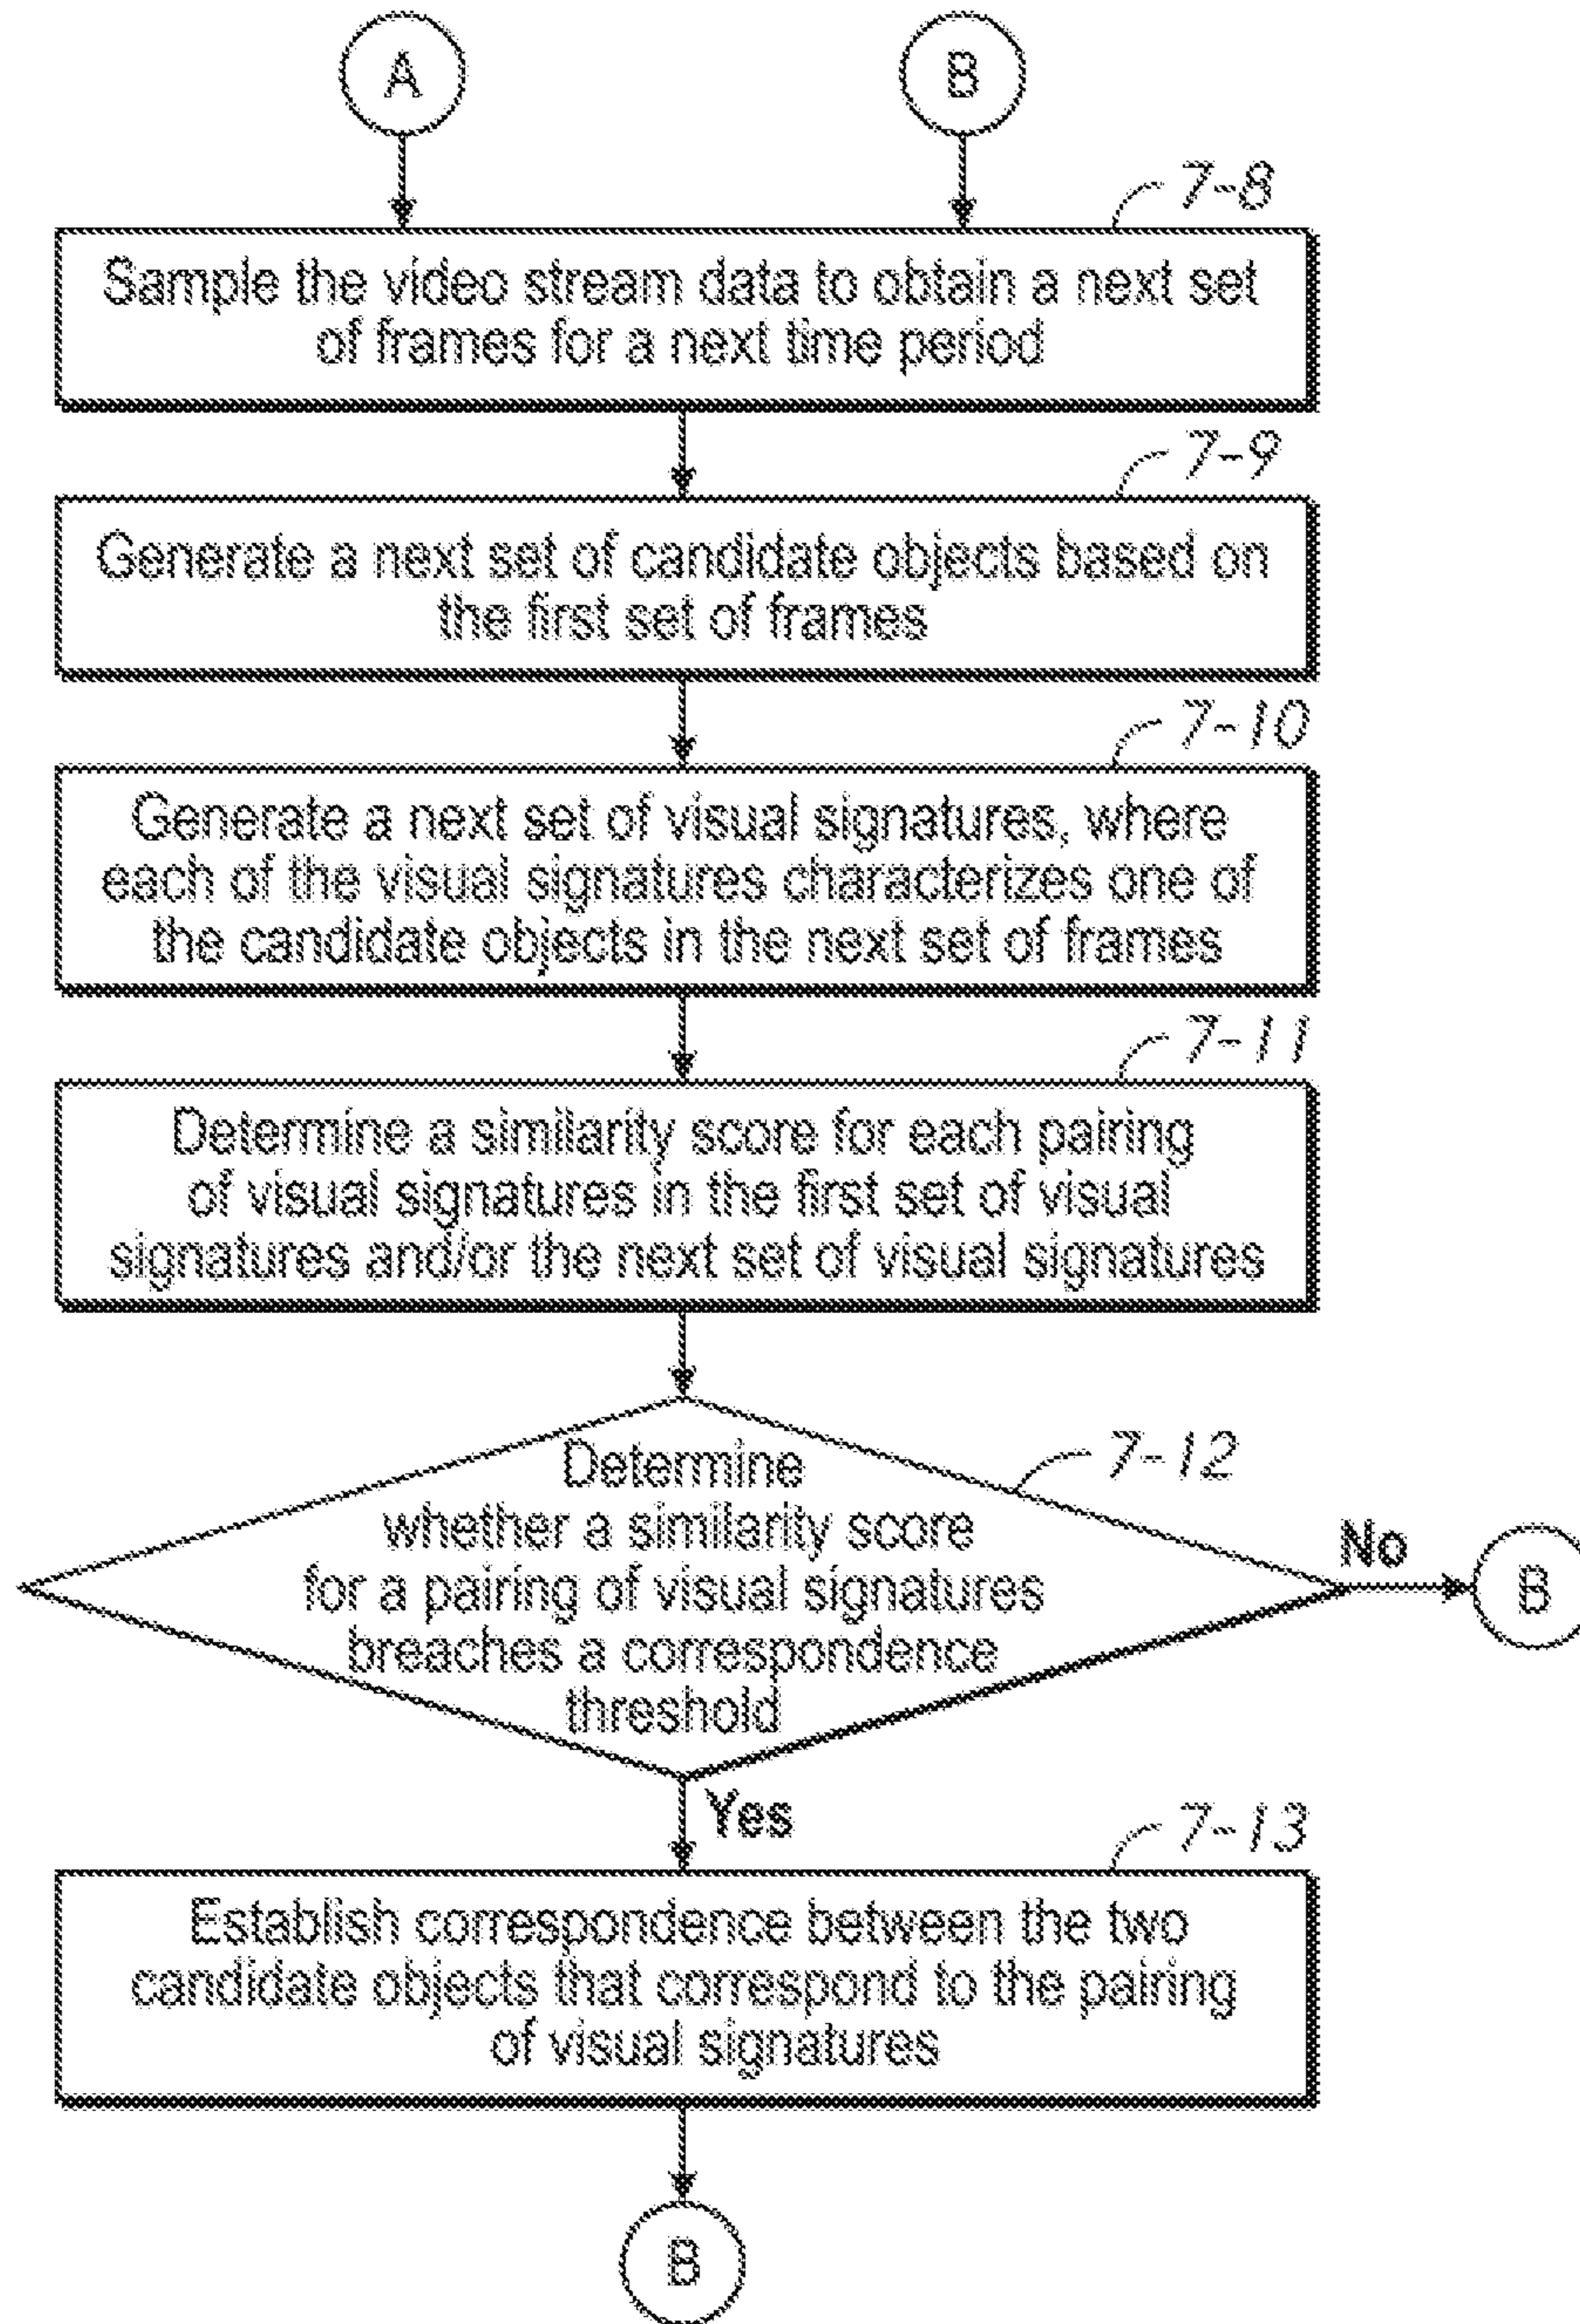 A
B
7-8
Sample the video stream data to obtain a next set
of frames for a next time period
7-9
Generate a next set of candidate objects based on
the first set of frames
7-10
Generate a next set of visual signatures, where
each of the visual signatures characterizes one of
the candidate objects in the next set of frames
7-11
Determine a similarity score for each pairing
of visual signatures in the first set of visual
signatures and/or the next set of visual signatures
7-12
Determine
whether a similarity score
for a pairing of visual signatures
breaches a correspondence
threshold
No
B
Yes
7-13
Establish correspondence between the two
candidate objects that correspond to the pairing
of visual signatures
B